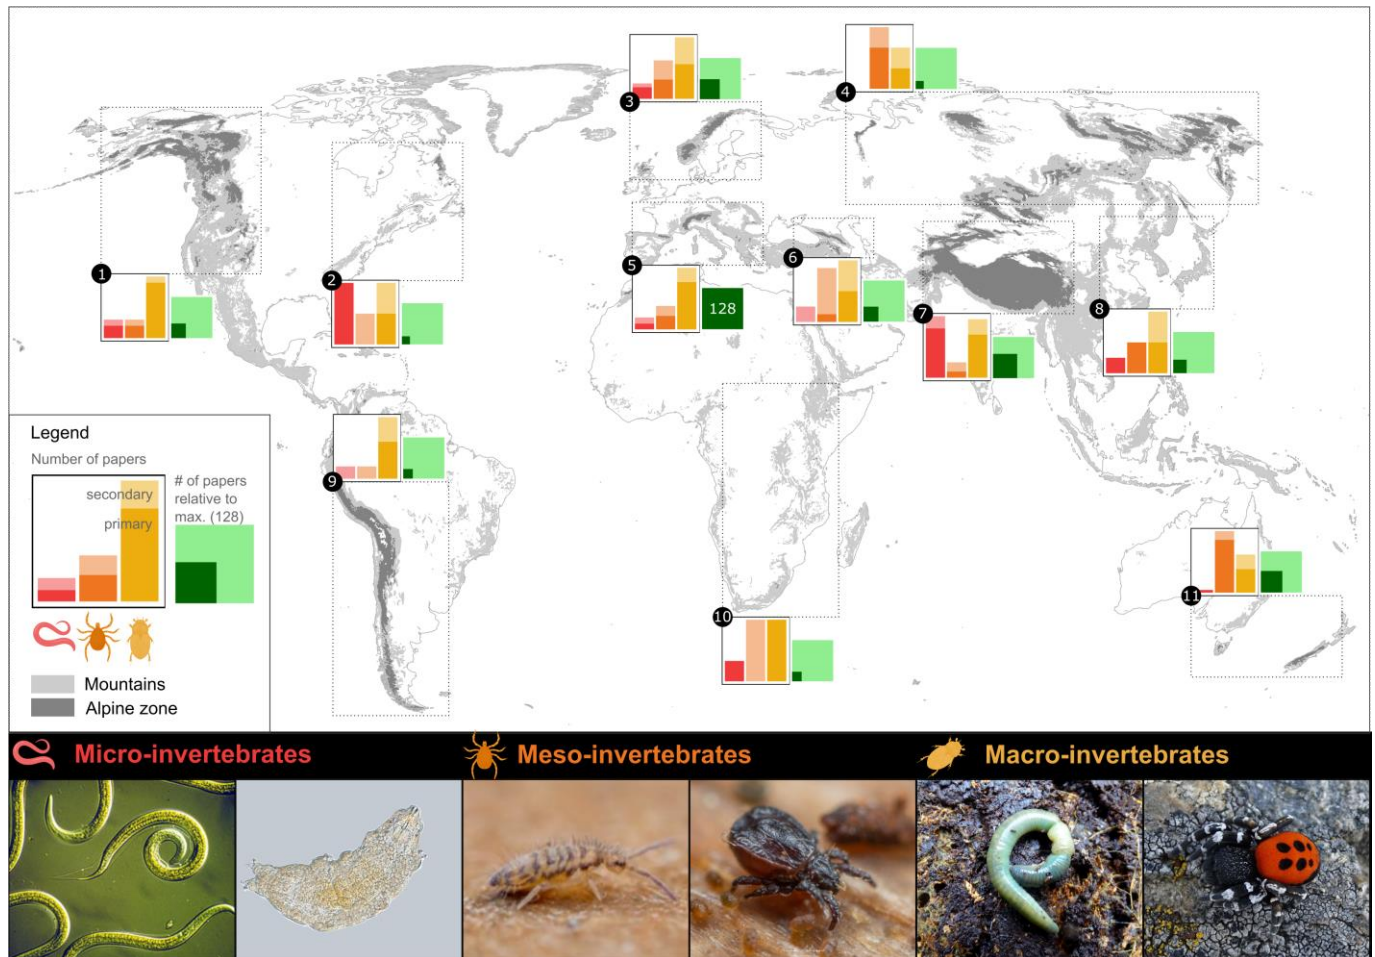 3
4
1
2
5
128
6
7
8
9
10
11
Legend
Number of papers
secondary
primary
# of papers
relative to
max. (128)
Mountains
Alpine zone
Micro-invertebrates
Meso-invertebrates
Macro-invertebrates